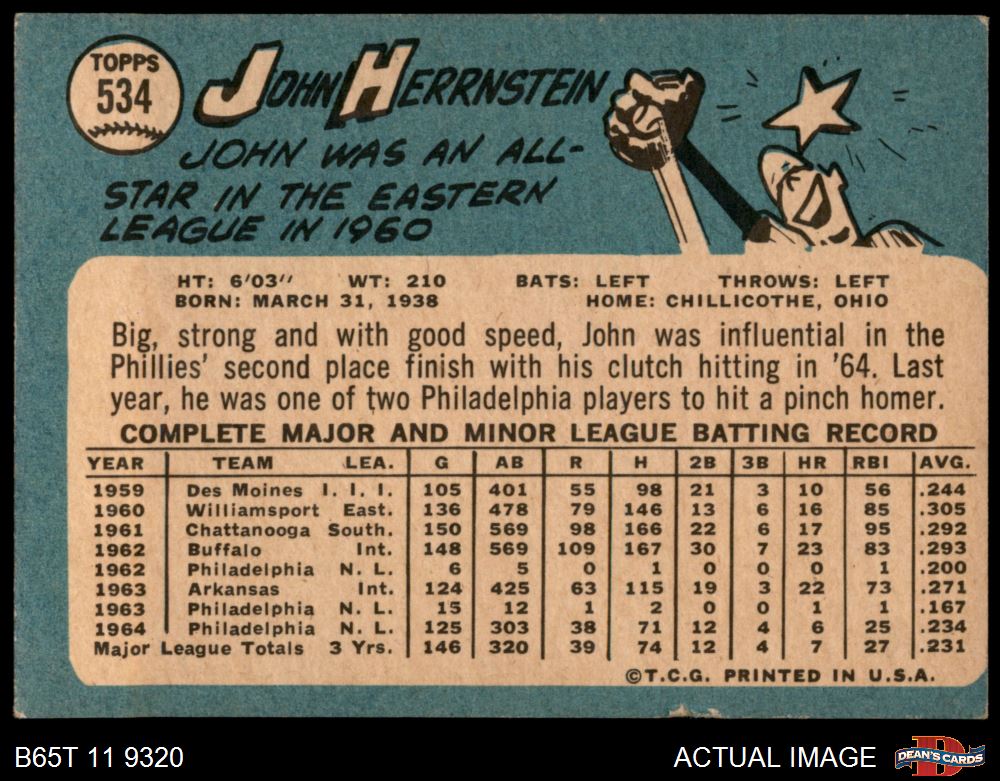 TOPPS
534
JOHN HERRNSTEIN
JOHN WAS AN ALL-
STAR IN THE EASTERN
LEAGUE IN 1960
HT: 6'03" WT: 210 BATS: LEFT THROWS: LEFT
BORN: MARCH 31, 1938 HOME: CHILLICOTHE, OHIO
Big, strong and with good speed, John was influential in the
Phillies' second place finish with his clutch hitting in '64. Last
year, he was one of two Philadelphia players to hit a pinch homer.
COMPLETE MAJOR AND MINOR LEAGUE BATTING RECORD
YEAR TEAM LEA. G AB R H 2B 3B HR RBI AVG.
1959 Des Moines I. I. I. 105 401 55 98 21 3 10 56 .244
1960 Williamsport East. 136 478 79 146 13 6 16 85 .305
1961 Chattanooga South. 150 569 98 166 22 6 17 95 .292
1962 Buffalo Int. 148 569 109 167 30 7 23 83 .293
1962 Philadelphia N. L. 6 5 0 1 0 0 0 1 .200
1963 Arkansas Int. 124 425 63 115 19 3 22 73 .271
1963 Philadelphia N. L. 15 12 1 2 0 0 1 1 .167
1964 Philadelphia N. L. 125 303 38 71 12 4 6 25 .234
Major League Totals 3 Yrs. 146 320 39 74 12 4 7 27 .231
©T.C.G. PRINTED IN U.S.A.
B65T 11 9320 ACTUAL IMAGE D DEAN'S CARDS